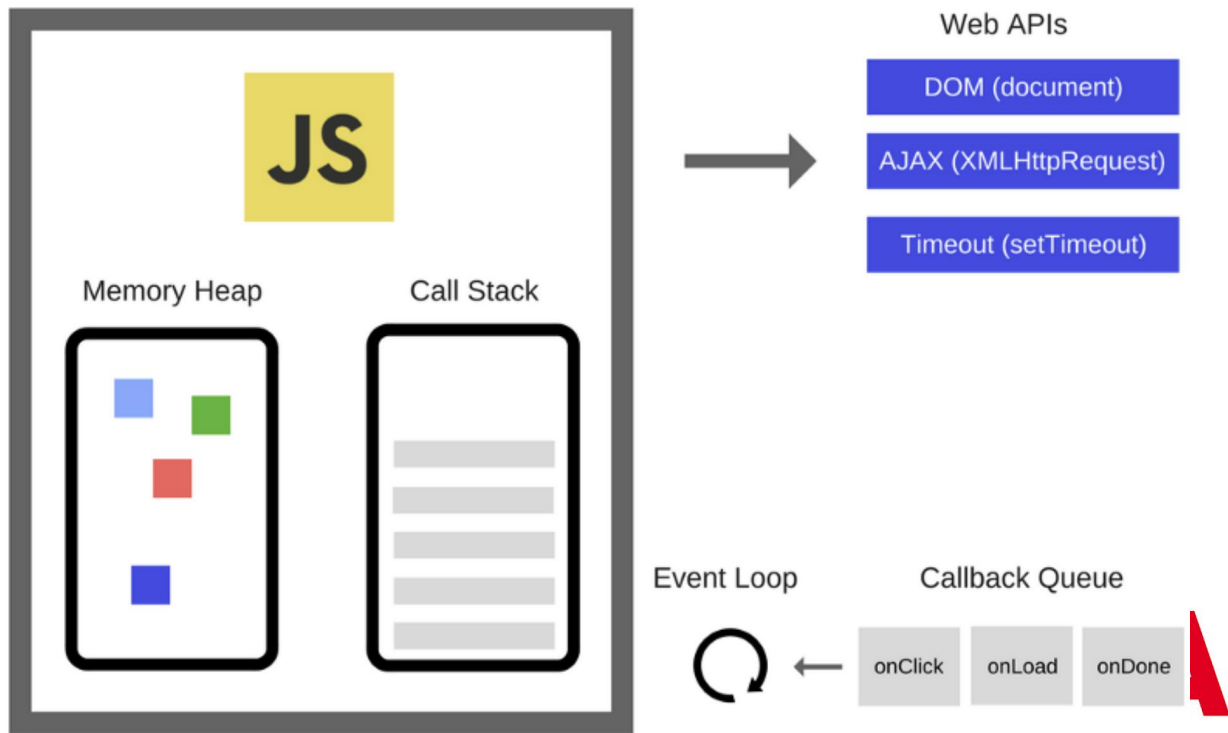 Web APIs
DOM (document)
JS
AJAX (XMLHttpRequest)
Timeout (setTimeout)
Memory Heap
Call Stack
Event Loop
Callback Queue
onClick
onLoad
onDone